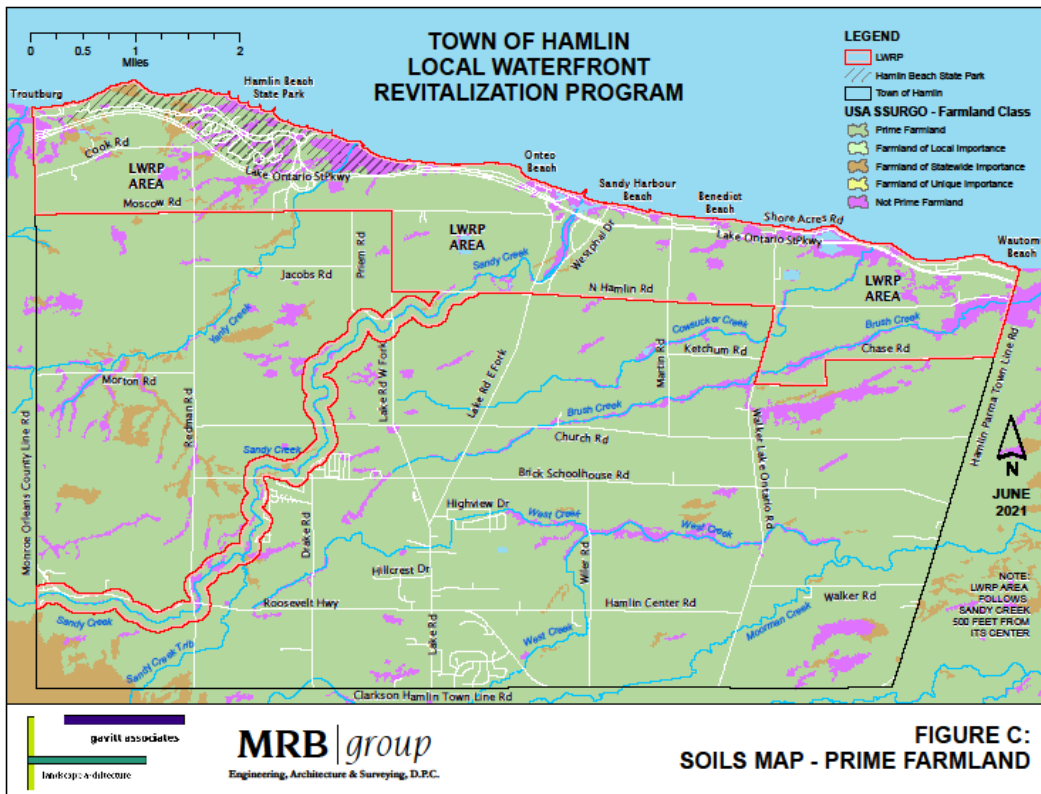 TOWN OF HAMLIN
LOCAL WATERFRONT
REVITALIZATION PROGRAM
0 0.5 1 2
Miles
LEGEND
LWRP
Hamlin Beach State Park
Town of Hamlin
USA SSURGO - Farmland Class
Prime Farmland
Farmland of Local Importance
Farmland of Statewide Importance
Farmland of Unique Importance
Not Prime Farmland
Troutburg
Hamlin Beach
State Park
Cook Rd
LWRP
AREA
Lake Ontario StPkwy
Moscow Rd
Onteo
Beach
Sandy Harbour
Beach
Benedict
Beach
Shore Acres Rd
Lake Ontario StPkwy
Wautom
Beach
Priem Rd
LWRP
AREA
Sandy Creek
Westphal Dr
Jacobs Rd
N Hamlin Rd
LWRP
AREA
Yanty Creek
Cowsucker Creek
Brush Creek
Martin Rd
Ketchum Rd
Chase Rd
Morton Rd
Redman Rd
Lake Rd W Fork
Lake Rd E Fork
Brush Creek
Church Rd
Walker Lake Ontario Rd
Hamlin Parma Town Line Rd
Monroe Orleans County Line Rd
Sandy Creek
Brick Schoolhouse Rd
N
JUNE
2021
Highview Dr
West Creek
West Creek
Drake Rd
Wiler Rd
Hillcrest Dr
NOTE:
LWRP AREA
FOLLOWS
SANDY CREEK
500 FEET FROM
ITS CENTER
Roosevelt Hwy
Hamlin Center Rd
Walker Rd
Sandy Creek
Lake Rd
West Creek
Moorman Creek
Sandy Creek Trib
Clarkson Hamlin Town Line Rd
gavitt associates
landscape architecture
MRB group
Engineering, Architecture & Surveying, D.P.C.
FIGURE C:
SOILS MAP - PRIME FARMLAND